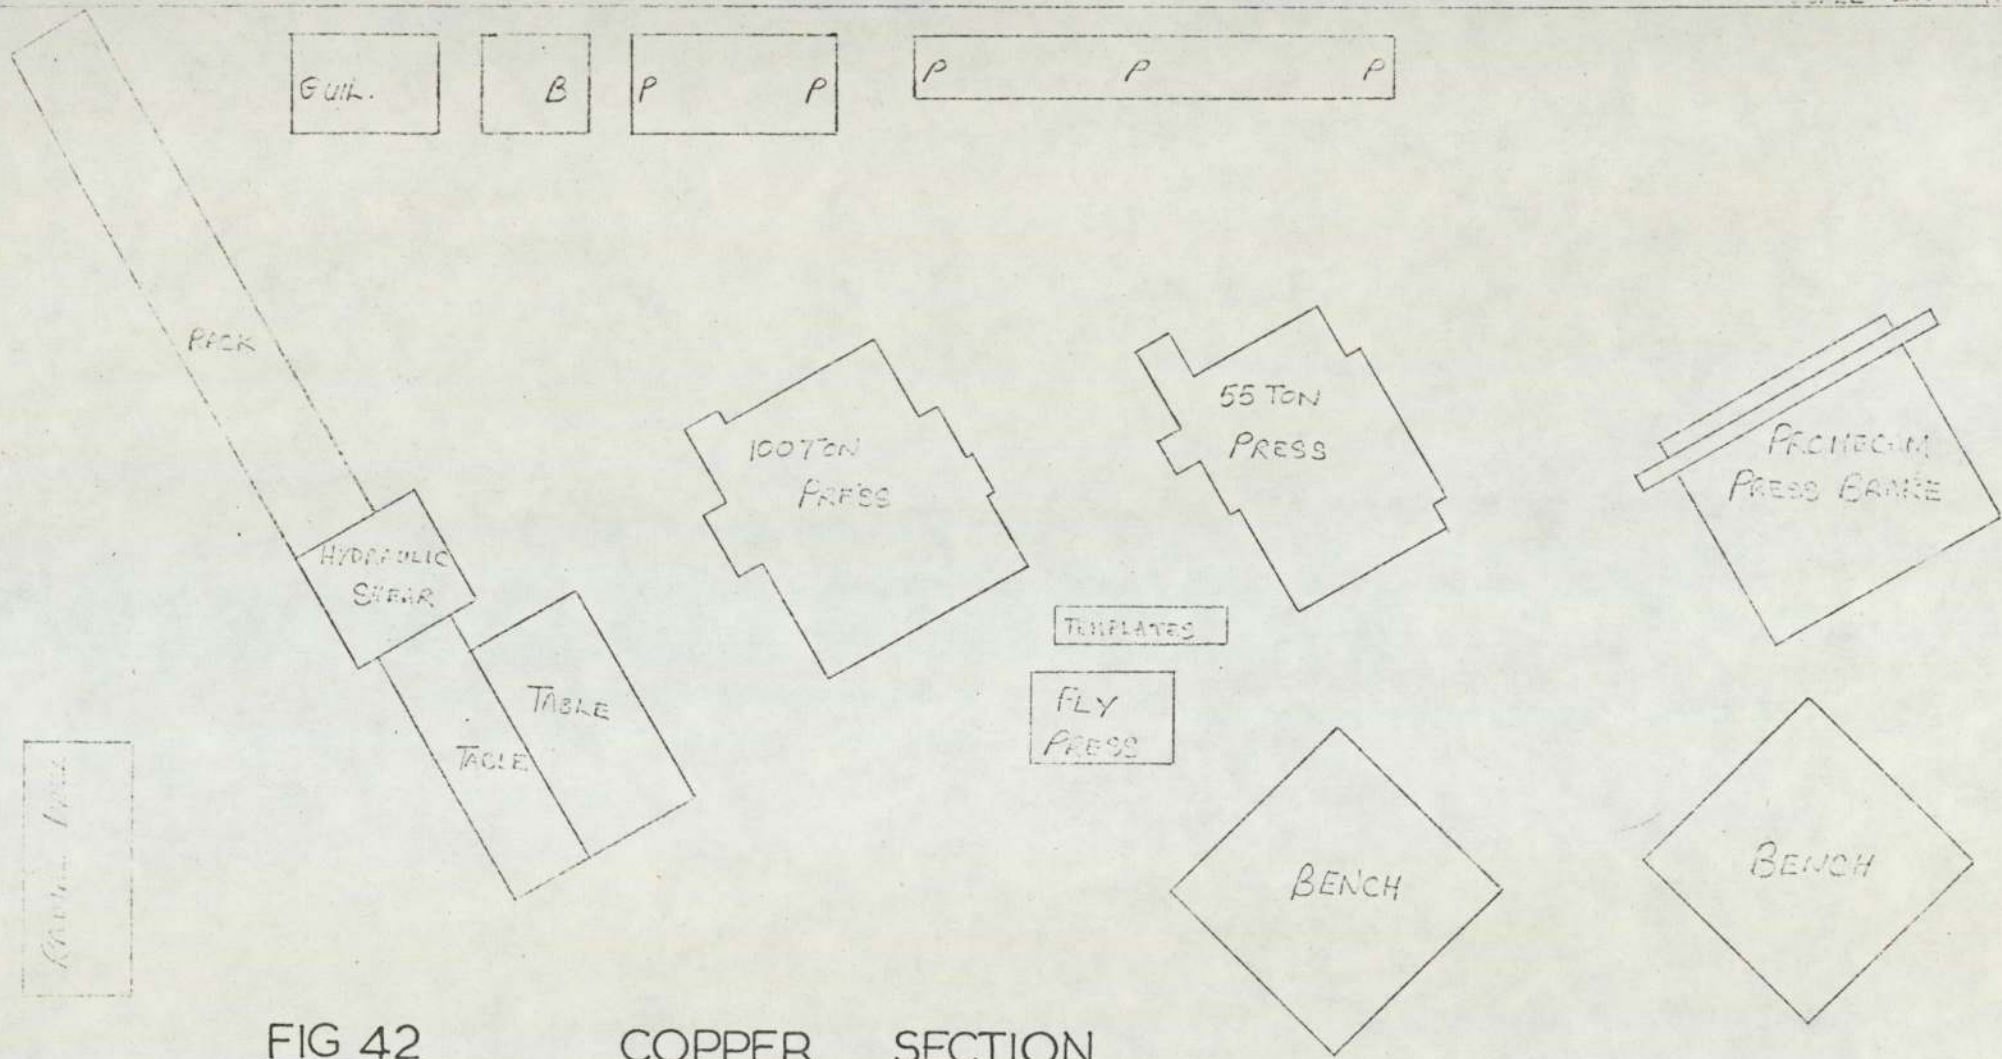 GUIL.
B
P P
P P P
RACK
100 TON
PRESS
55 TON
PRESS
PROMECAM
PRESS BRAKE
HYDRAULIC
SHEAR
TEMPLATES
TABLE
TABLE
FLY
PRESS
BENCH
BENCH
FIG 42 COPPER SECTION